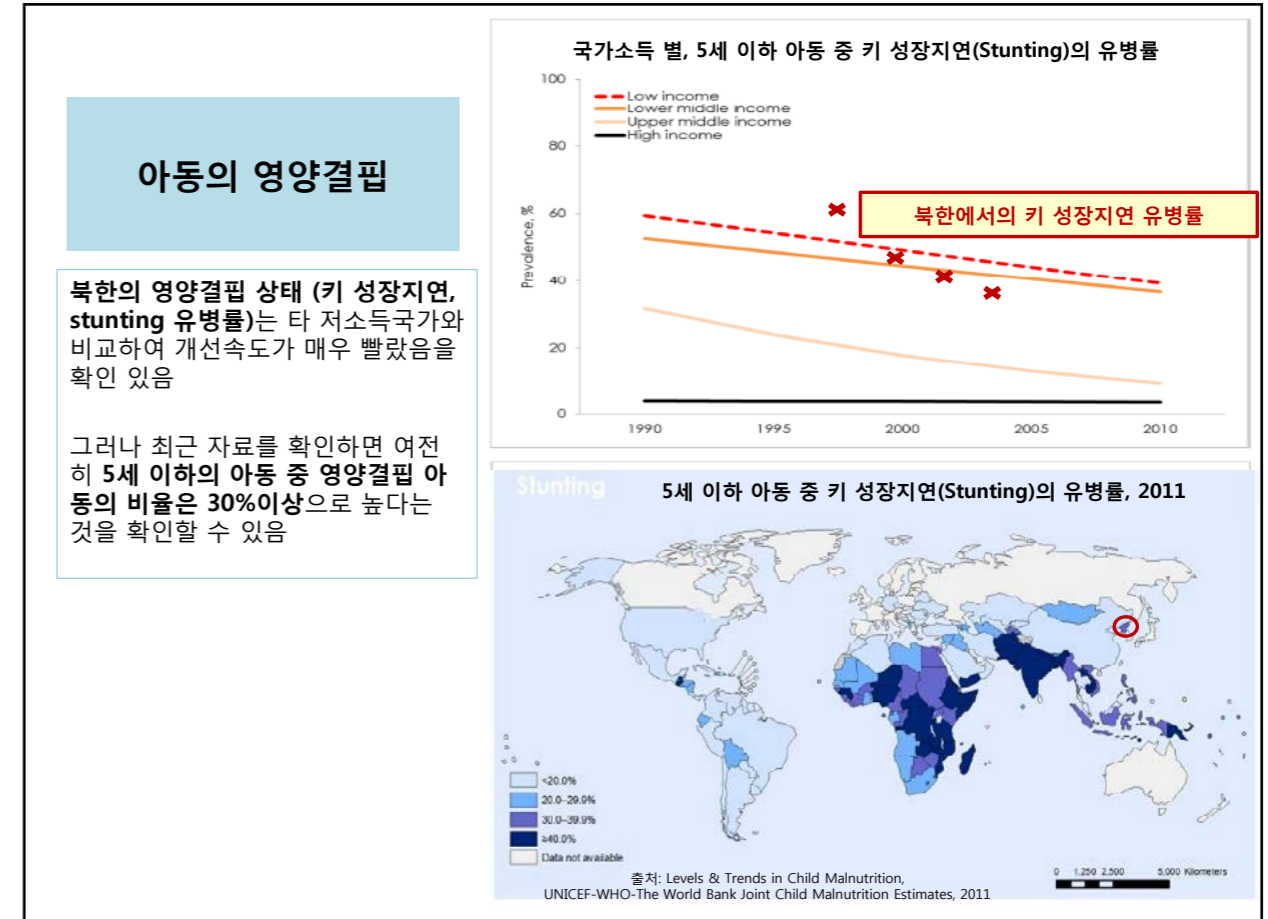 아동의 영양결핍
북한의 영양결핍 상태 (키 성장지연,
stunting 유병률)는 타 저소득국가와
비교하여 개선속도가 매우 빨랐음을
확인 있음
그러나 최근 자료를 확인하면 여전
히 5세 이하의 아동 중 영양결핍 아
동의 비율은 30%이상으로 높다는
것을 확인할 수 있음
국가소득 별, 5세 이하 아동 중 키 성장지연(Stunting)의 유병률
100
80
60
40
20
0
Prevalence, %
Low income
Lower middle income
Upper middle income
High income
북한에서의 키 성장지연 유병률
1990 1995 2000 2005 2010
Stunting
5세 이하 아동 중 키 성장지연(Stunting)의 유병률, 2011
<20.0%
20.0–29.9%
30.0–39.9%
≥40.0%
Data not available
출처: Levels & Trends in Child Malnutrition,
UNICEF-WHO-The World Bank Joint Child Malnutrition Estimates, 2011
0 1,250 2,500 5,000 Kilometers